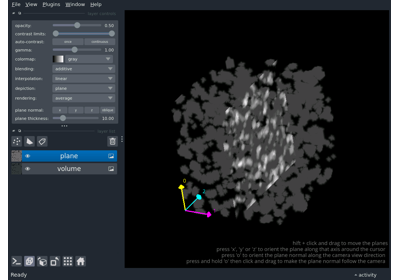 File View Plugins Window Help
opacity: 0.50
contrast limits:
auto-contrast: once continuous
gamma: 1.00
colormap: gray
blending: additive
interpolation: linear
depiction: plane
rendering: average
plane normal: x y z oblique
plane thickness: 10.00
plane
volume
shift + click and drag to move the planes
press 'x', 'y' or 'z' to orient the plane along that axis around the cursor
press 'o' to orient the plane normal along the camera view direction
press and hold 'o' then click and drag to make the plane normal follow the camera
Ready
activity